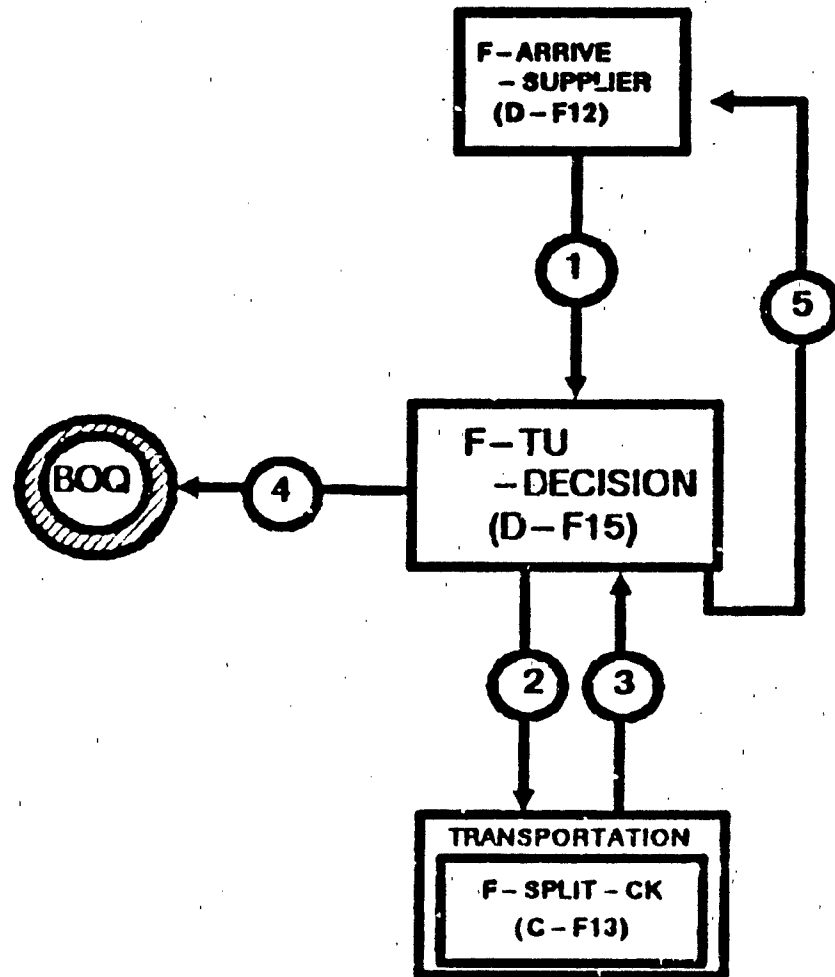 F-ARRIVE
-SUPPLIER
(D-F12)
1
5
F-TU
-DECISION
(D-F15)
BOQ
4
2
3
TRANSPORTATION
F-SPLIT-CK
(C-F13)